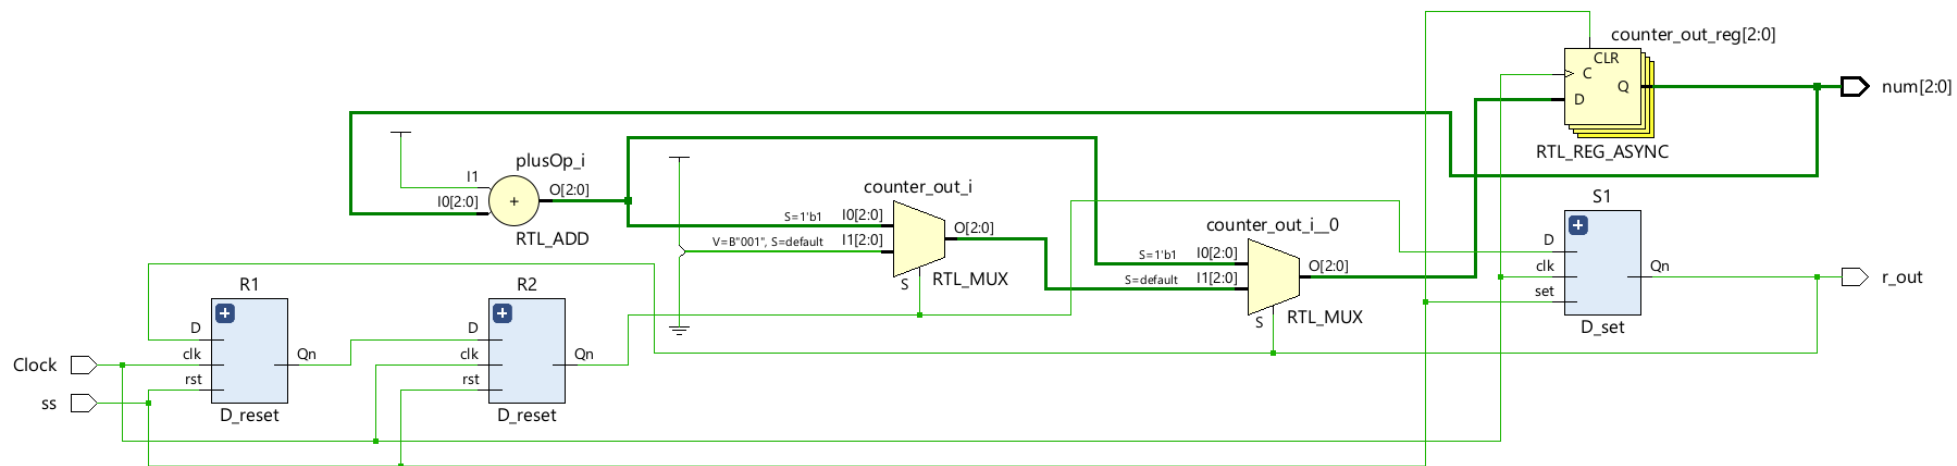 counter_out_reg[2:0]
CLR
C
Q
D
num[2:0]
RTL_REG_ASYNC
plusOp_i
I1
I0[2:0]
O[2:0]
+
RTL_ADD
counter_out_i
S=1'b1 I0[2:0]
V=B"001", S=default I1[2:0]
O[2:0]
S
RTL_MUX
counter_out_i__0
S=1'b1 I0[2:0]
S=default I1[2:0]
O[2:0]
S
RTL_MUX
S1
D
clk
set
Qn
r_out
D_set
R1
D
clk
rst
Qn
D_reset
R2
D
clk
rst
Qn
D_reset
Clock
ss